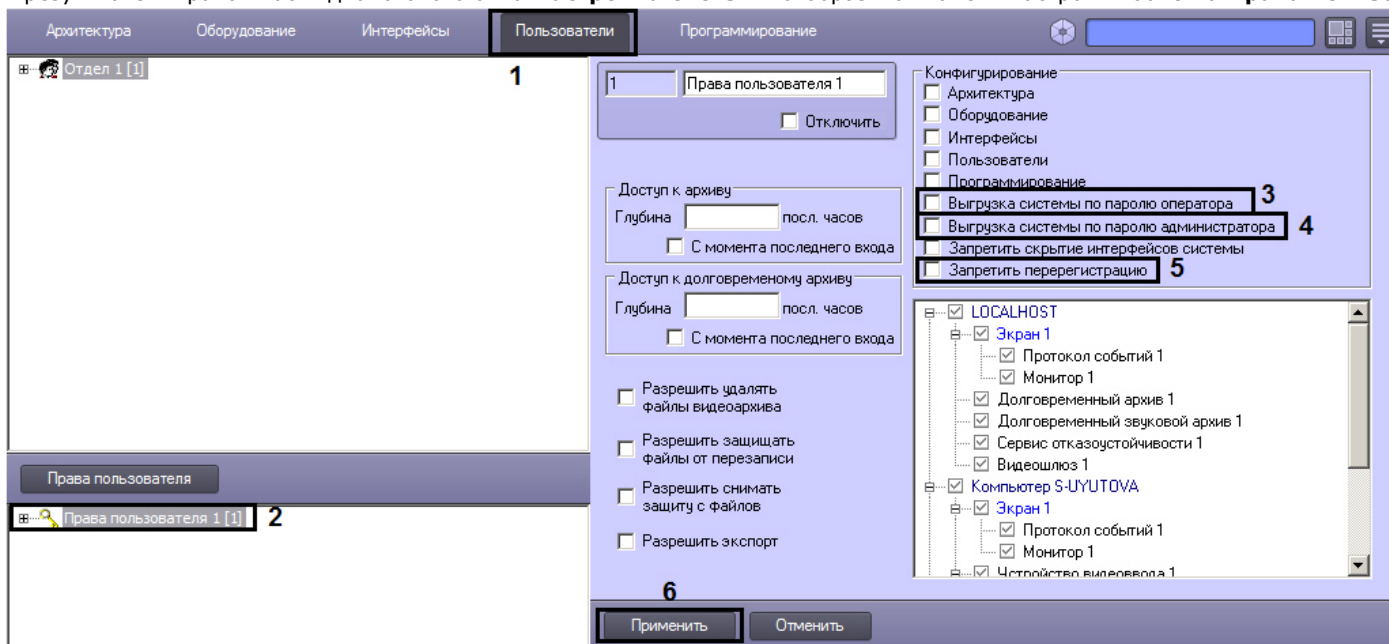 Архитектура Оборудование Интерфейсы Пользователи Программирование
Отдел 1 [1]
1
1 Права пользователя 1
Отключить
Доступ к архиву
Глубина посл. часов
С момента последнего входа
Доступ к долговременому архиву
Глубина посл. часов
С момента последнего входа
Разрешить удалять
файлы видеоархива
Разрешить защищать
файлы от перезаписи
Разрешить снимать
защиту с файлов
Разрешить экспорт
Конфигурирование
Архитектура
Оборудование
Интерфейсы
Пользователи
Программирование
Выгрузка системы по паролю оператора 3
Выгрузка системы по паролю администратора 4
Запретить скрытие интерфейсов системы
Запретить перерегистрацию 5
LOCALHOST
Экран 1
Протокол событий 1
Монитор 1
Долговременный архив 1
Долговременный звуковой архив 1
Сервис отказоустойчивости 1
Видеошлюз 1
Компьютер S-UYUTOVA
Экран 1
Протокол событий 1
Монитор 1
Устройство видеоввода 1
Права пользователя
Права пользователя 1 [1] 2
6
Применить Отменить